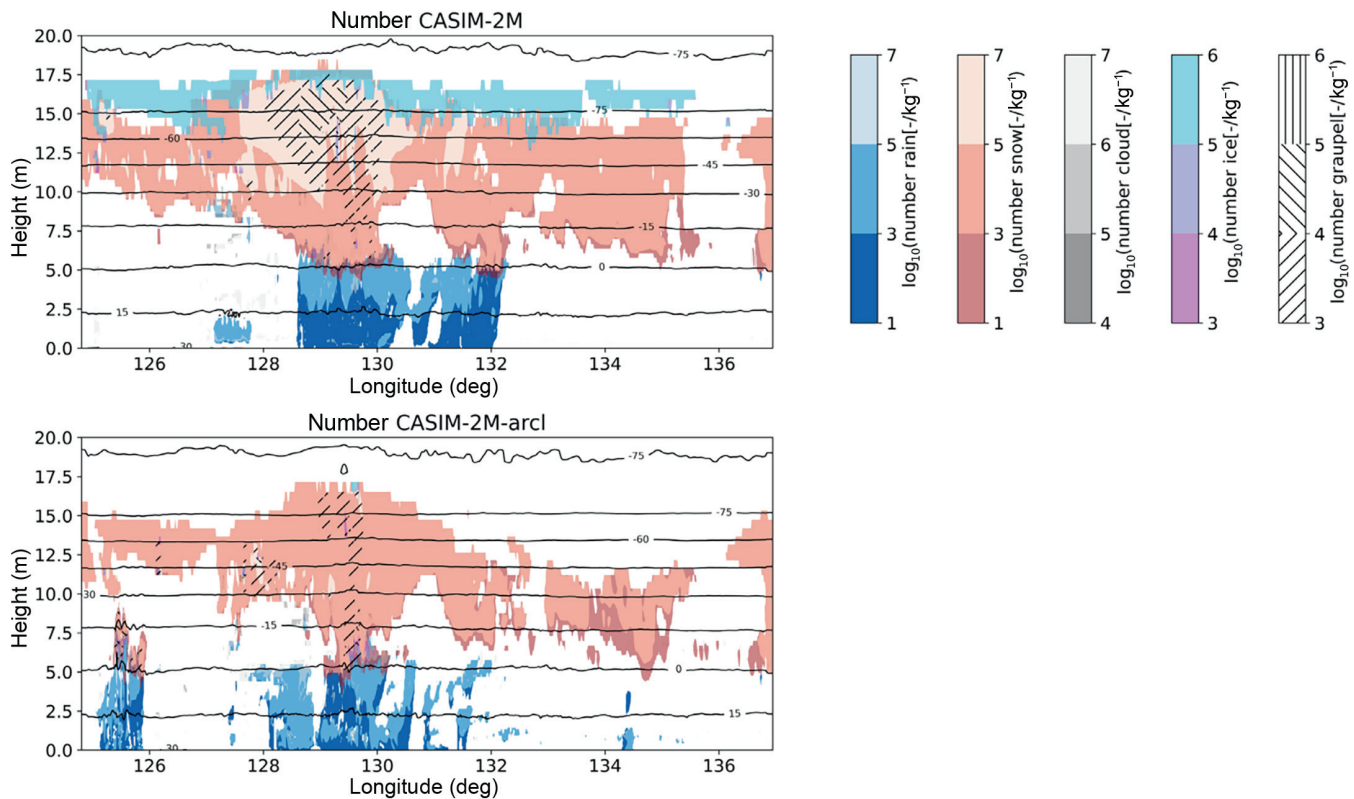 Number CASIM-2M
Height (m)
20.0
17.5
15.0
12.5
10.0
7.5
5.0
2.5
0.0
-75
-75
-60
-45
-30
-15
0
15
30
126 128 130 132 134 136
Longitude (deg)
7 7 7 6 6
5 5 6 5 5
3 3 5 4 4
1 1 4 3 3
log10(number rain[-/kg⁻¹)
log10(number snow[-/kg⁻¹)
log10(number cloud[-/kg⁻¹)
log10(number ice[-/kg⁻¹)
log10(number graupel[-/kg⁻¹)
Number CASIM-2M-arcl
Height (m)
20.0
17.5
15.0
12.5
10.0
7.5
5.0
2.5
0.0
-75
-75
-60
-45
30
-15
0
15
30
126 128 130 132 134 136
Longitude (deg)